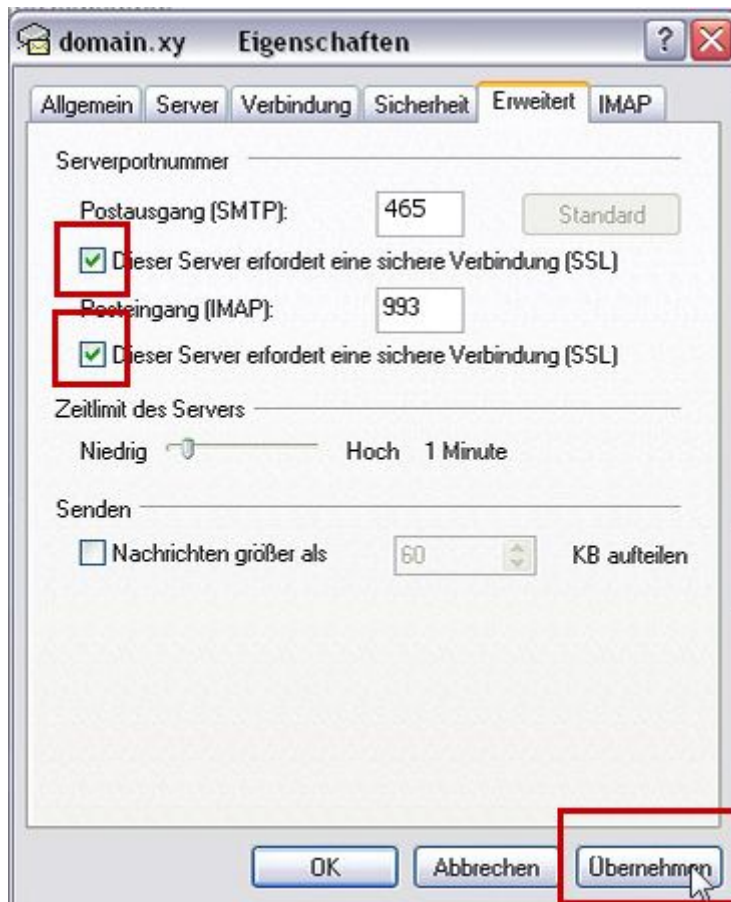 domain.xy Eigenschaften
Allgemein Server Verbindung Sicherheit Erweitert IMAP
Serverportnummer
Postausgang (SMTP): 465 Standard
Dieser Server erfordert eine sichere Verbindung (SSL)
Posteingang (IMAP): 993
Dieser Server erfordert eine sichere Verbindung (SSL)
Zeitlimit des Servers
Niedrig Hoch 1 Minute
Senden
Nachrichten größer als 60 KB aufteilen
OK Abbrechen Übernehmen